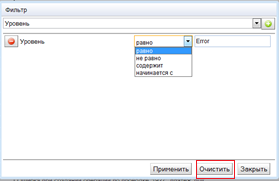 Фильтр
Уровень
Уровень равно Error
равно
не равно
содержит
начинается с
Применить Очистить Закрыть